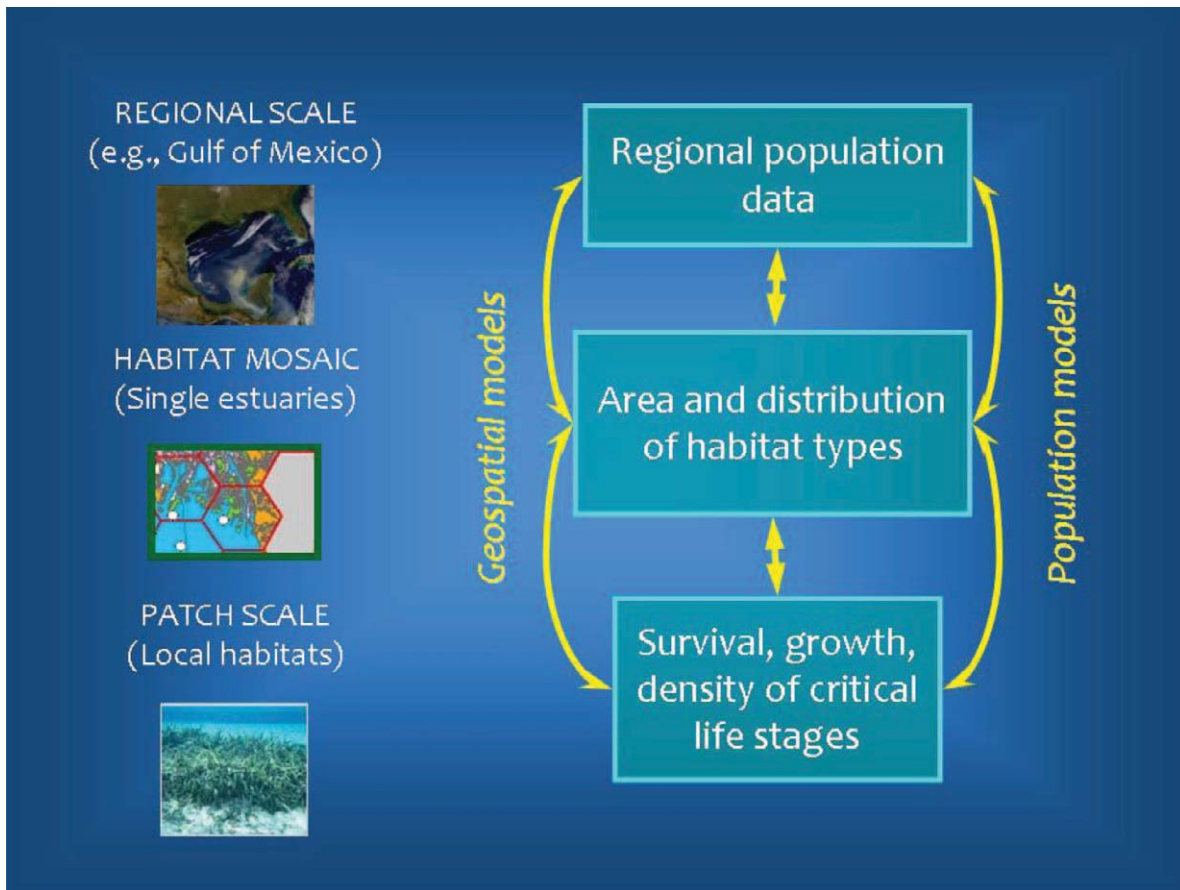 REGIONAL SCALE
(e.g., Gulf of Mexico)
HABITAT MOSAIC
(Single estuaries)
PATCH SCALE
(Local habitats)
Geospatial models
Regional population
data
Area and distribution
of habitat types
Survival, growth,
density of critical
life stages
Population models